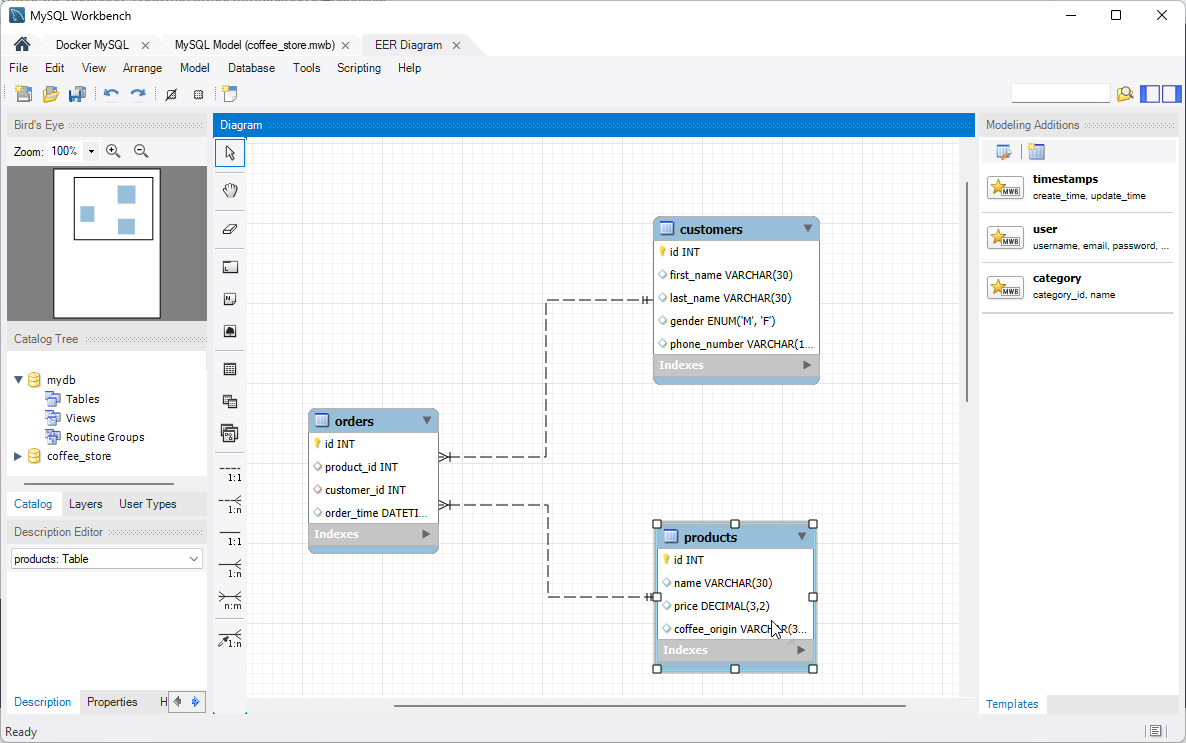 MySQL Workbench
Docker MySQL
MySQL Model (coffee_store.mwb)
EER Diagram
File Edit View Arrange Model Database Tools Scripting Help
Bird's Eye
Zoom: 100%
Diagram
Modeling Additions
timestamps
create_time, update_time
user
username, email, password, ...
category
category_id, name
customers
id INT
first_name VARCHAR(30)
last_name VARCHAR(30)
gender ENUM('M', 'F')
phone_number VARCHAR(1...
Indexes
Catalog Tree
mydb
Tables
Views
Routine Groups
coffee_store
Catalog Layers User Types
orders
id INT
product_id INT
customer_id INT
order_time DATETI...
Indexes
1:1
1:n
1:1
1:n
n:m
1:n
Description Editor
products: Table
products
id INT
name VARCHAR(30)
price DECIMAL(3,2)
coffee_origin VARCHAR(3...
Indexes
Description Properties H
Templates
Ready
MWB
MWB
MWB